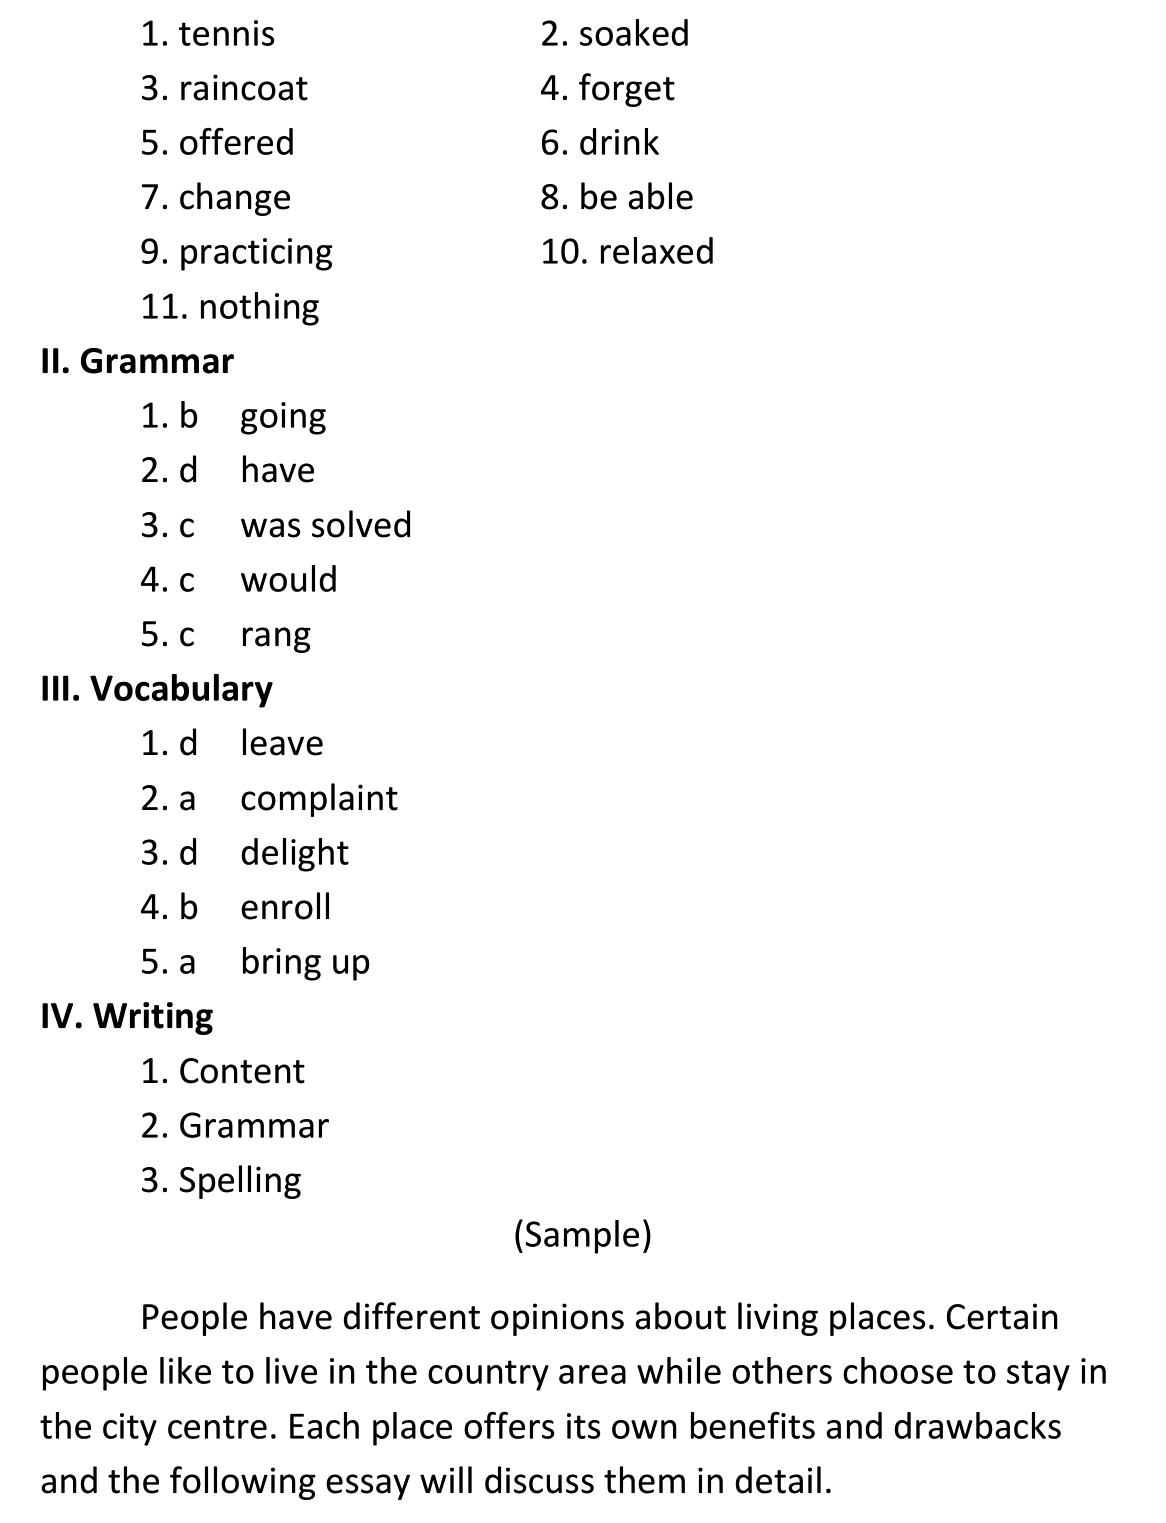 1. tennis 2. soaked
3. raincoat 4. forget
5. offered 6. drink
7. change 8. be able
9. practicing 10. relaxed
11. nothing
II. Grammar
1. b going
2. d have
3. c was solved
4. c would
5. c rang
III. Vocabulary
1. d leave
2. a complaint
3. d delight
4. b enroll
5. a bring up
IV. Writing
1. Content
2. Grammar
3. Spelling
(Sample)
People have different opinions about living places. Certain
people like to live in the country area while others choose to stay in
the city centre. Each place offers its own benefits and drawbacks
and the following essay will discuss them in detail.